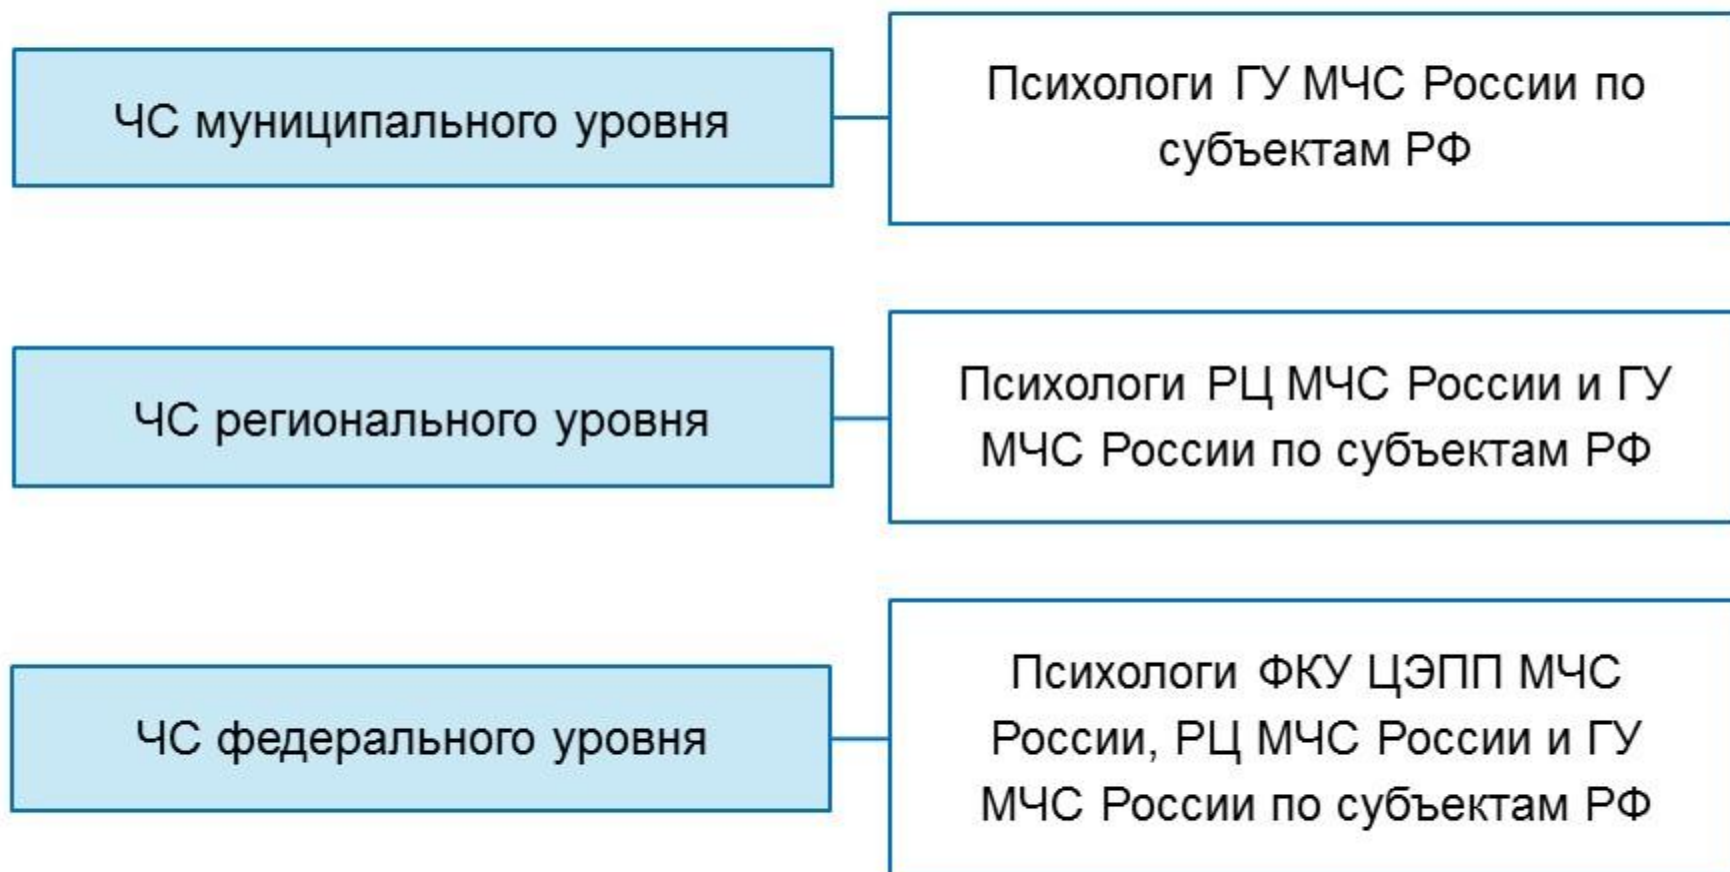 ЧС муниципального уровня
Психологи ГУ МЧС России по
субъектам РФ
ЧС регионального уровня
Психологи РЦ МЧС России и ГУ
МЧС России по субъектам РФ
ЧС федерального уровня
Психологи ФКУ ЦЭПП МЧС
России, РЦ МЧС России и ГУ
МЧС России по субъектам РФ